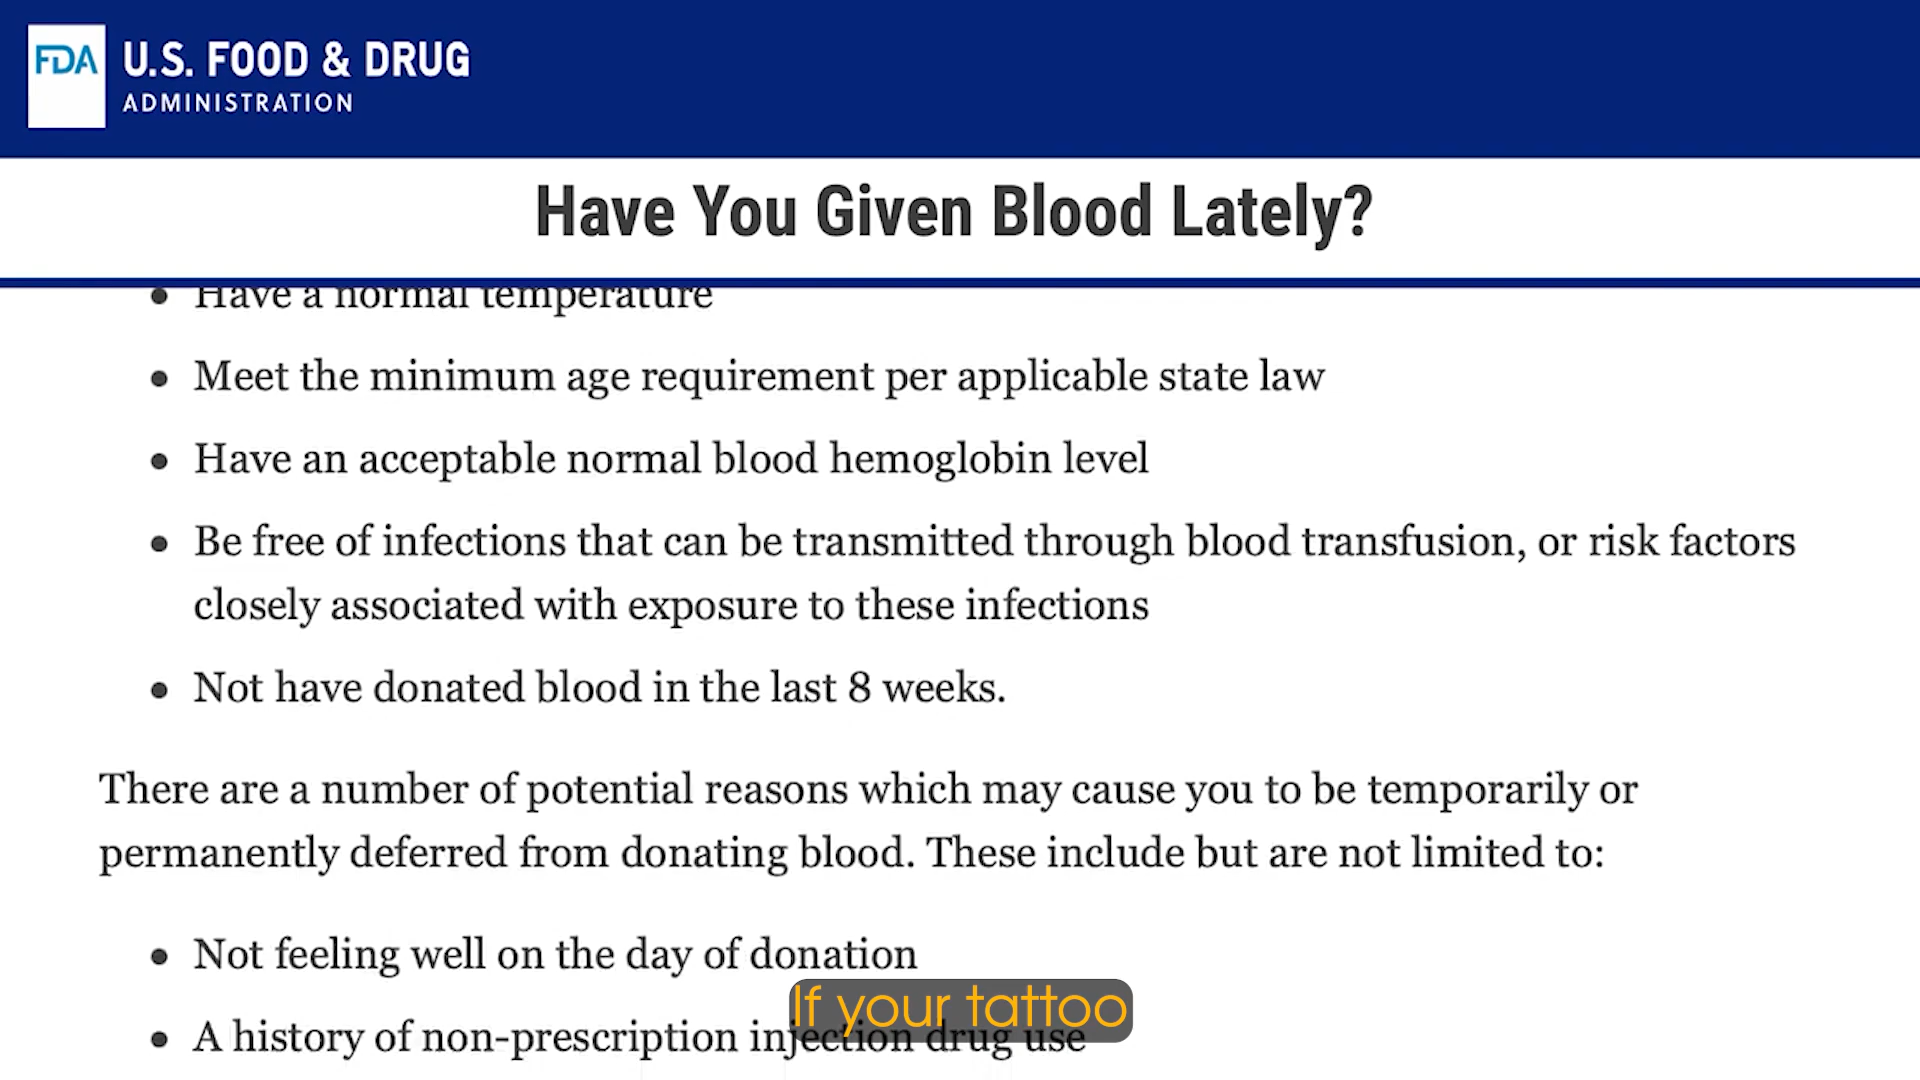 FDA
U.S. FOOD & DRUG
ADMINISTRATION
Have You Given Blood Lately?
• Have a normal temperature
• Meet the minimum age requirement per applicable state law
• Have an acceptable normal blood hemoglobin level
• Be free of infections that can be transmitted through blood transfusion, or risk factors
closely associated with exposure to these infections
• Not have donated blood in the last 8 weeks.
There are a number of potential reasons which may cause you to be temporarily or
permanently deferred from donating blood. These include but are not limited to:
• Not feeling well on the day of donation
• A history of non-prescription injection drug use
If your tattoo